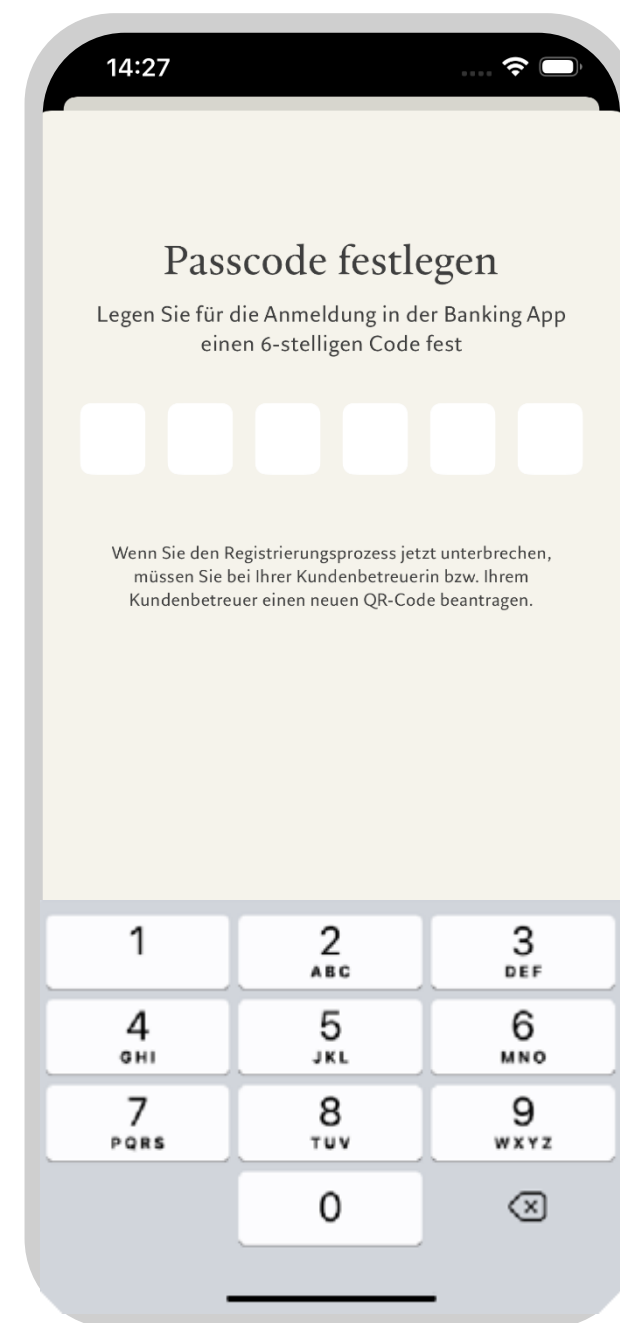 14:27
Passcode festlegen
Legen Sie für die Anmeldung in der Banking App
einen 6-stelligen Code fest
Wenn Sie den Registrierungsprozess jetzt unterbrechen,
müssen Sie bei Ihrer Kundenbetreuerin bzw. Ihrem
Kundenbetreuer einen neuen QR-Code beantragen.
1 2 3
ABC DEF
4 5 6
GHI JKL MNO
7 8 9
PQRS TUV WXYZ
0